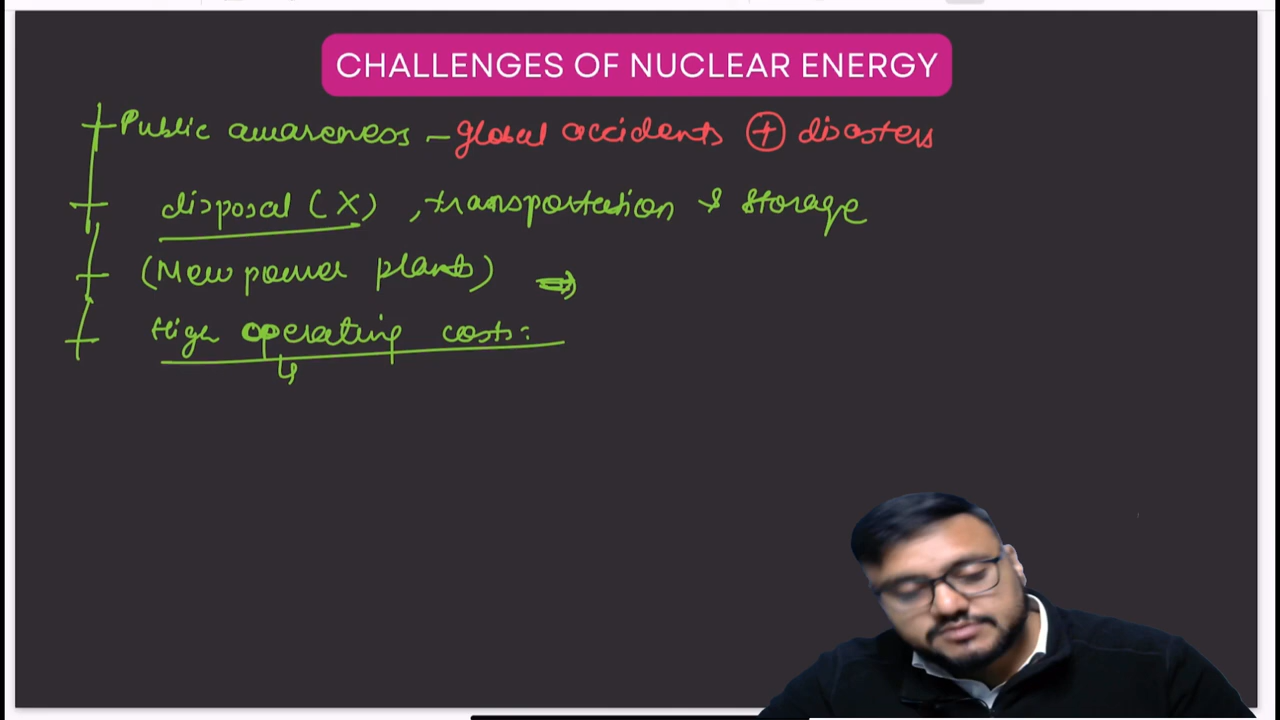 CHALLENGES OF NUCLEAR ENERGY
Public awareness - global accidents + disasters
disposal (X), transportation & storage
(New power plants) ⇒
High operating costs: